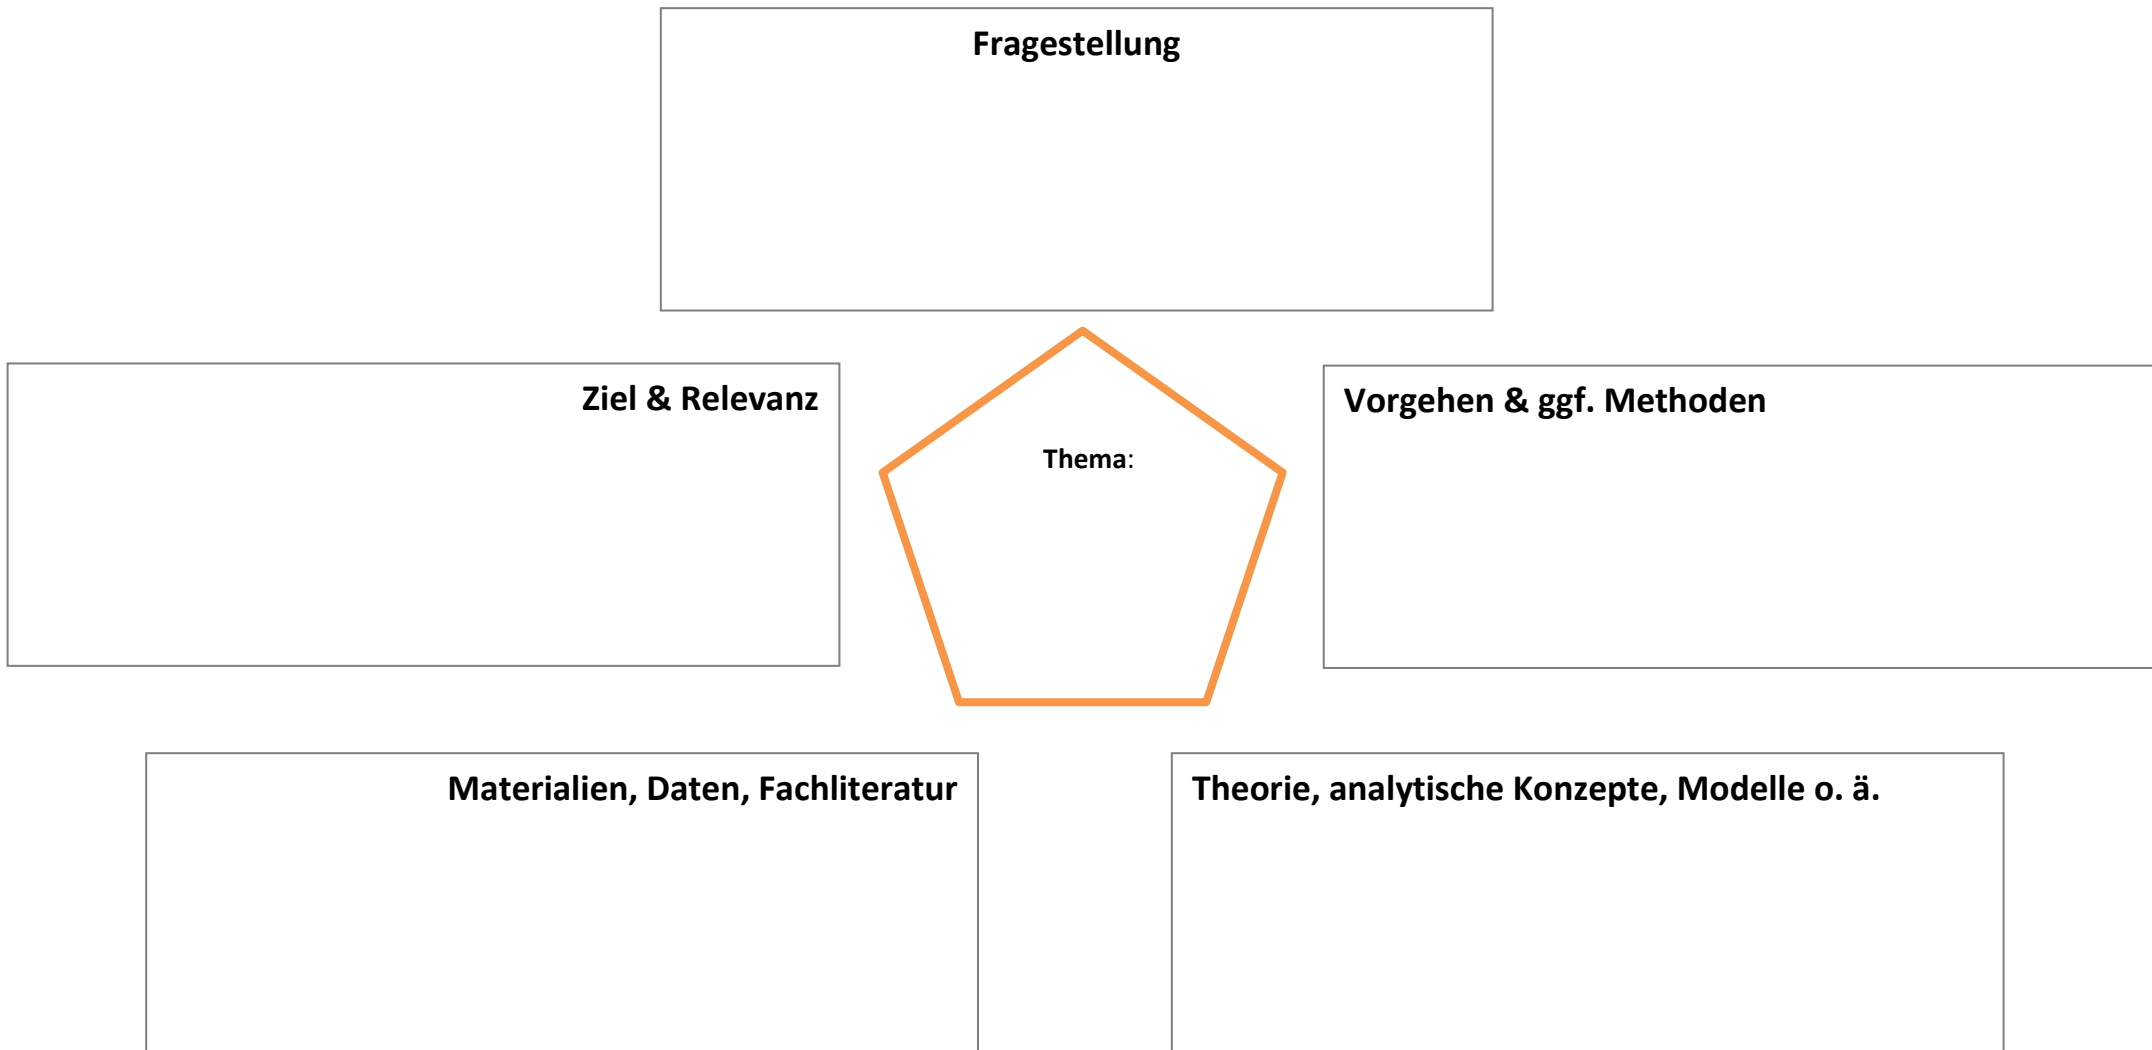 Fragestellung
Ziel & Relevanz
Vorgehen & ggf. Methoden
Thema:
Materialien, Daten, Fachliteratur
Theorie, analytische Konzepte, Modelle o. ä.